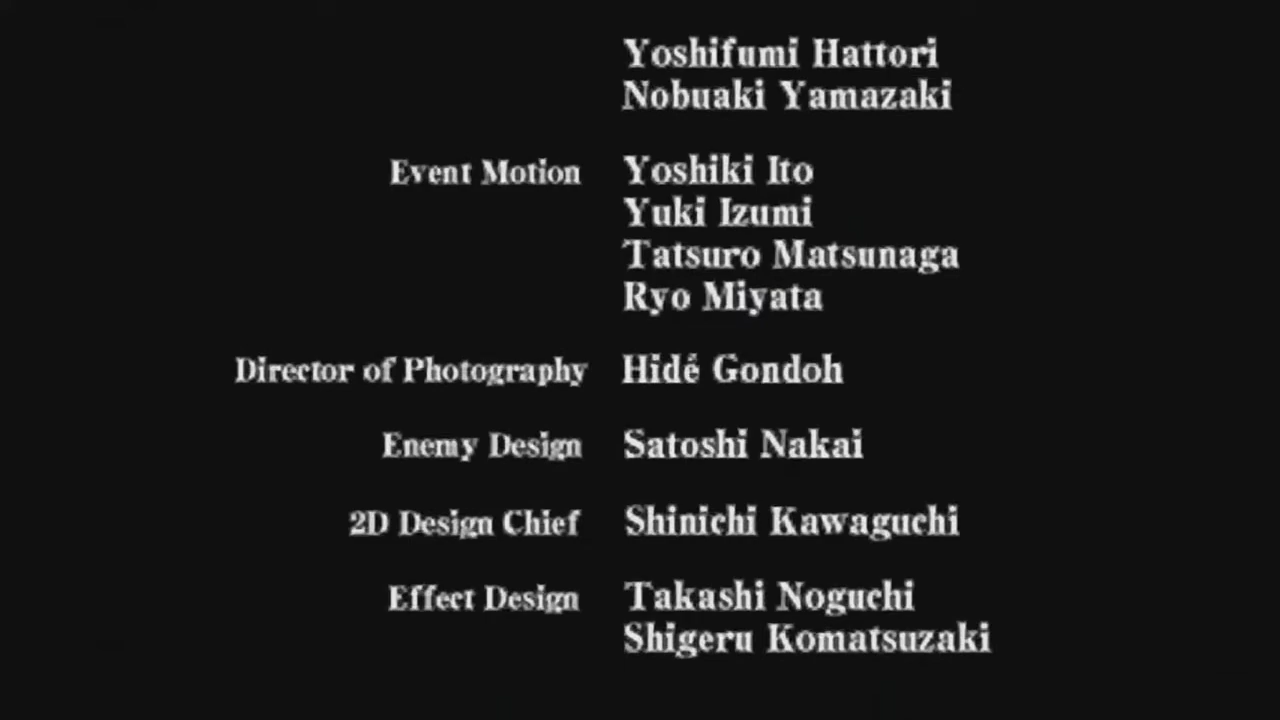 Yoshifumi Hattori
Nobuaki Yamazaki
Event Motion Yoshiki Ito
Yuki Izumi
Tatsuro Matsunaga
Ryo Miyata
Director of Photography Hidé Gondoh
Enemy Design Satoshi Nakai
2D Design Chief Shinichi Kawaguchi
Effect Design Takashi Noguchi
Shigeru Komatsuzaki